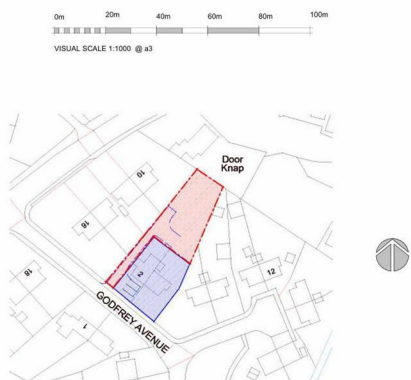 0m 20m 40m 60m 80m 100m
VISUAL SCALE 1:1000 @ a3
Door
Knap
10
16
18
2
12
1
GODFREY AVENUE